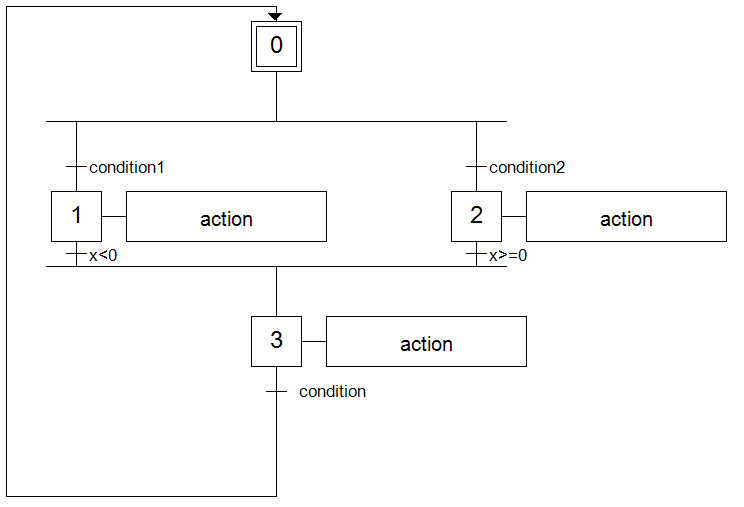 0
condition1
condition2
1
action
2
action
x<0
x>=0
3
action
condition